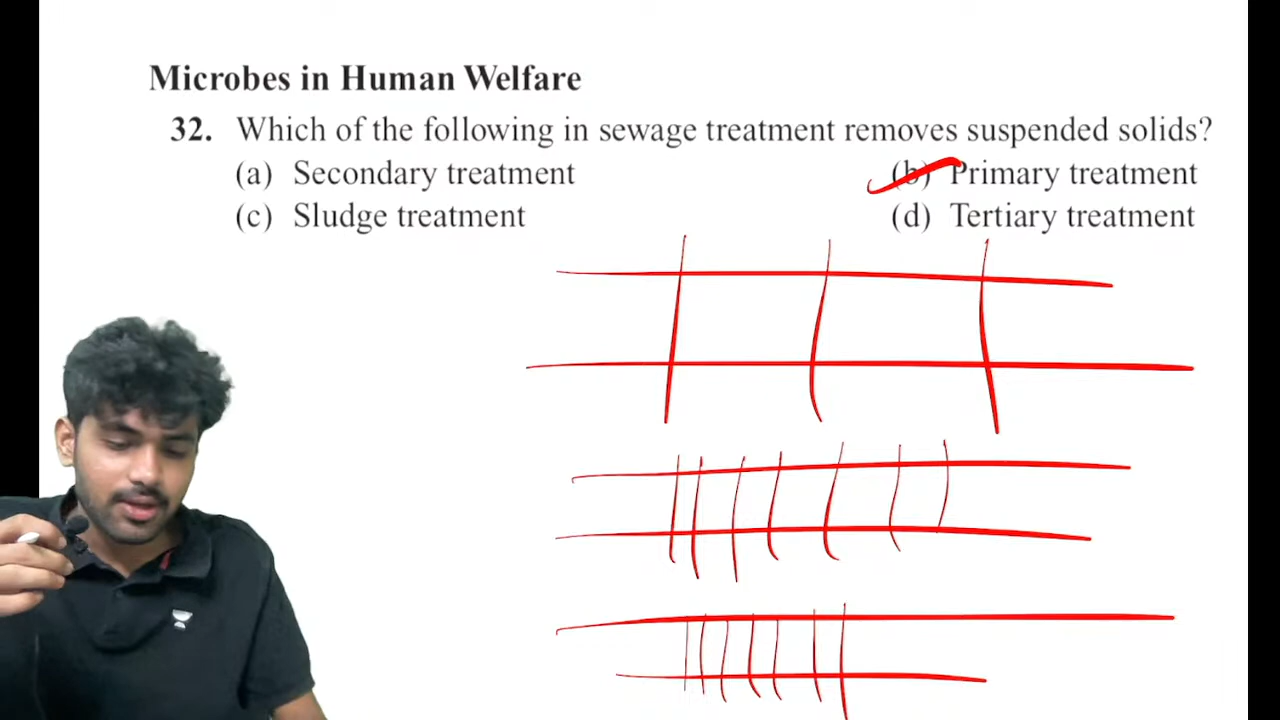 Microbes in Human Welfare
32. Which of the following in sewage treatment removes suspended solids?
(a) Secondary treatment (b) Primary treatment
(c) Sludge treatment (d) Tertiary treatment